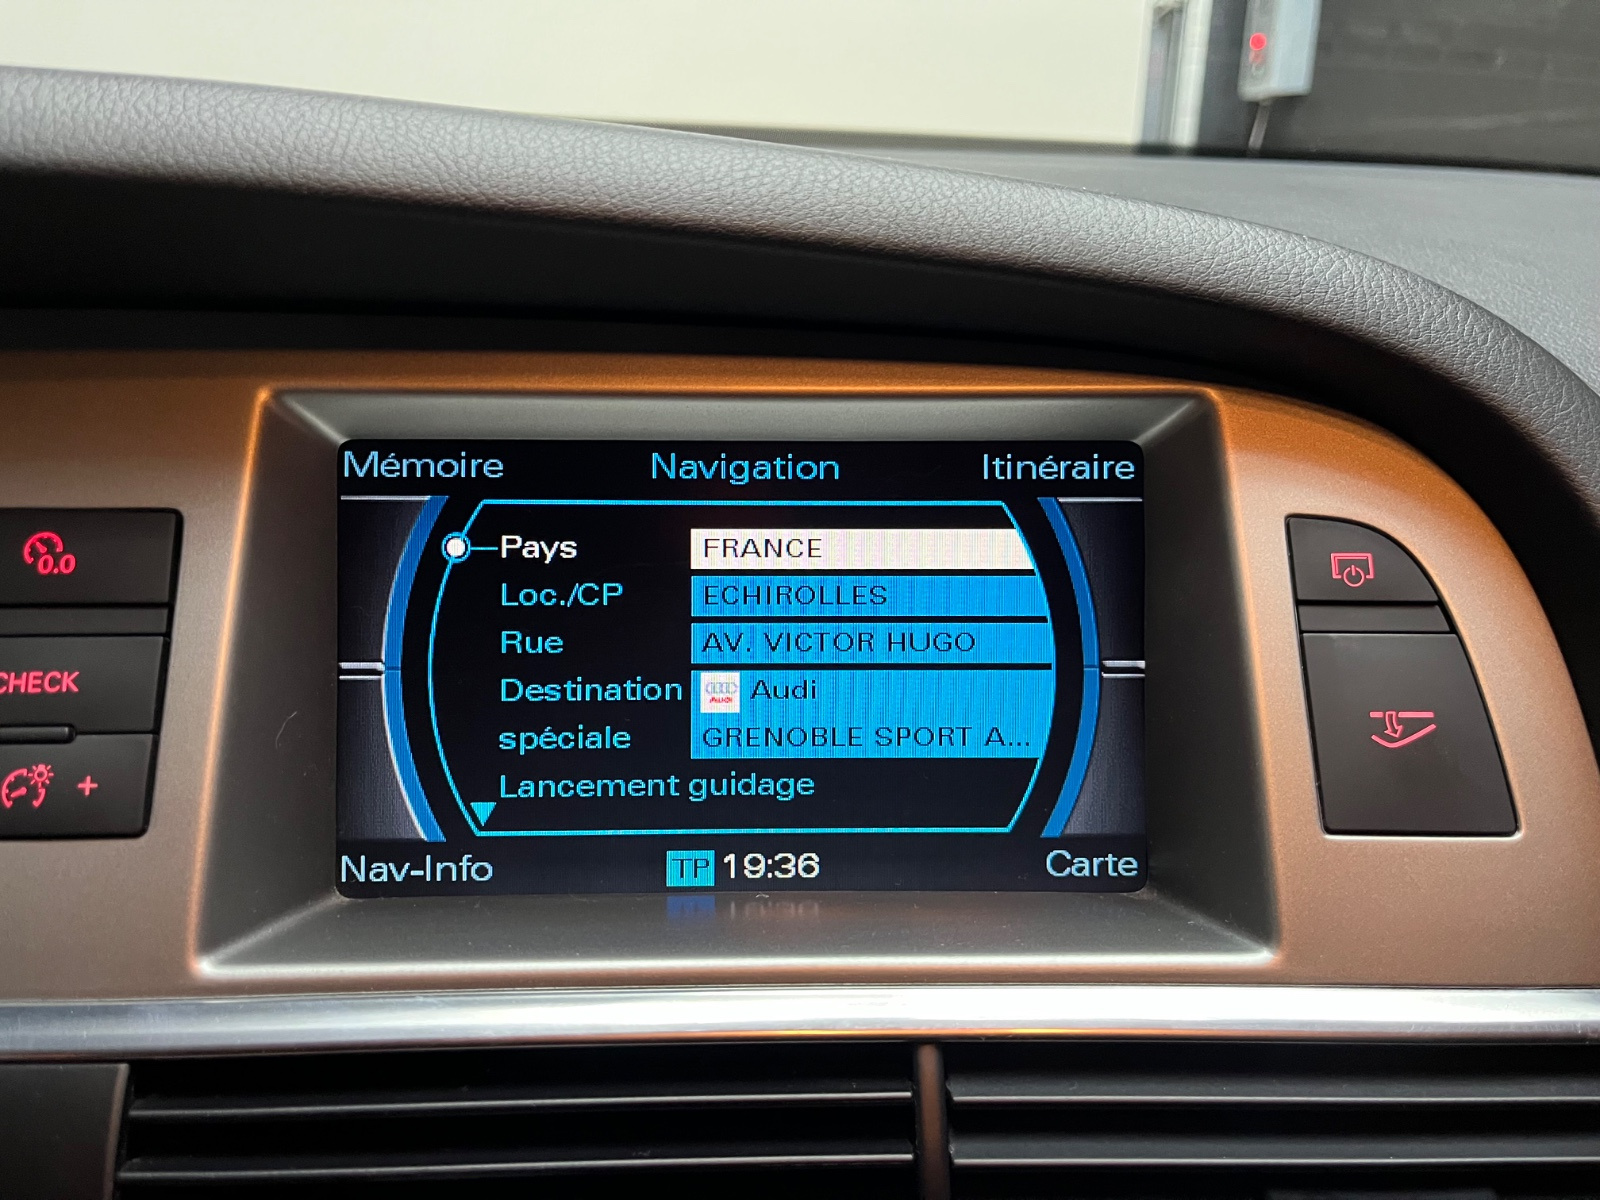 Mémoire Navigation Itinéraire
Pays FRANCE
Loc./CP ECHIROLLES
Rue AV. VICTOR HUGO
Destination Audi
spéciale GRENOBLE SPORT A...
Lancement guidage
Nav-Info TP 19:36 Carte
0.0
CHECK
+